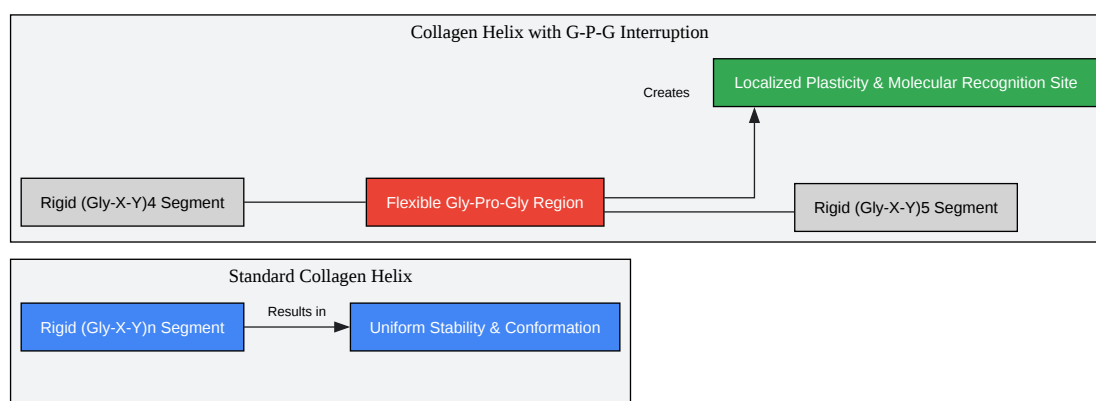 Collagen Helix with G-P-G Interruption
Creates
Localized Plasticity & Molecular Recognition Site
Rigid (Gly-X-Y)4 Segment
Flexible Gly-Pro-Gly Region
Rigid (Gly-X-Y)5 Segment
Standard Collagen Helix
Rigid (Gly-X-Y)n Segment
Results in
Uniform Stability & Conformation